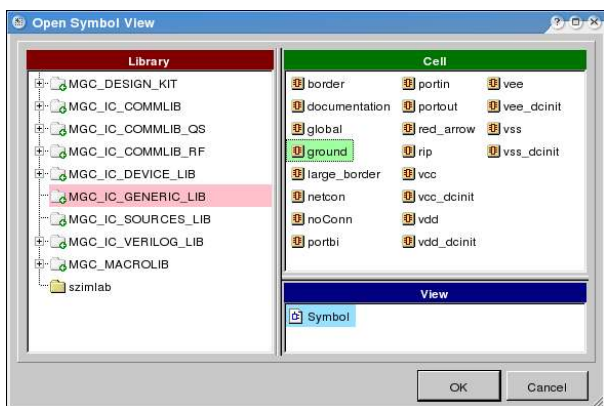 Open Symbol View
Library
MGC_DESIGN_KIT
MGC_IC_COMMLIB
MGC_IC_COMMLIB_QS
MGC_IC_COMMLIB_RF
MGC_IC_DEVICE_LIB
MGC_IC_GENERIC_LIB
MGC_IC_SOURCES_LIB
MGC_IC_VERILOG_LIB
MGC_MACROLIB
szimlab
Cell
border
documentation
global
ground
large_border
netcon
noConn
portbi
portin
portout
red_arrow
rip
vcc
vcc_dcinit
vdd
vdd_dcinit
vee
vee_dcinit
vss
vss_dcinit
View
Symbol
OK
Cancel